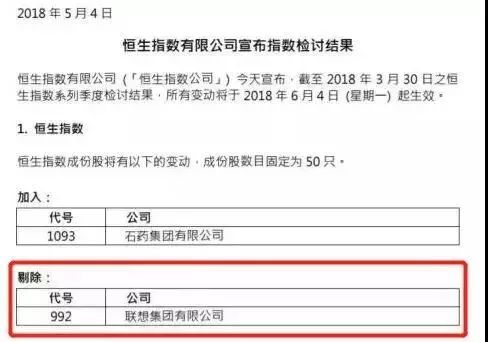 2018 年 5 月 4 日
恒生指数有限公司宣布指数检讨结果
恒生指数有限公司（「恒生指数公司」）今天宣布，截至 2018 年 3 月 30 日之恒
生指数系列季度检讨结果，所有变动将于 2018 年 6 月 4 日 (星期一) 起生效。
1. 恒生指数
恒生指数成份股将有以下的变动，成份股数目固定为 50 只。
加入：
代号 公司
1093 石药集团有限公司
剔除：
代号 公司
992 联想集团有限公司